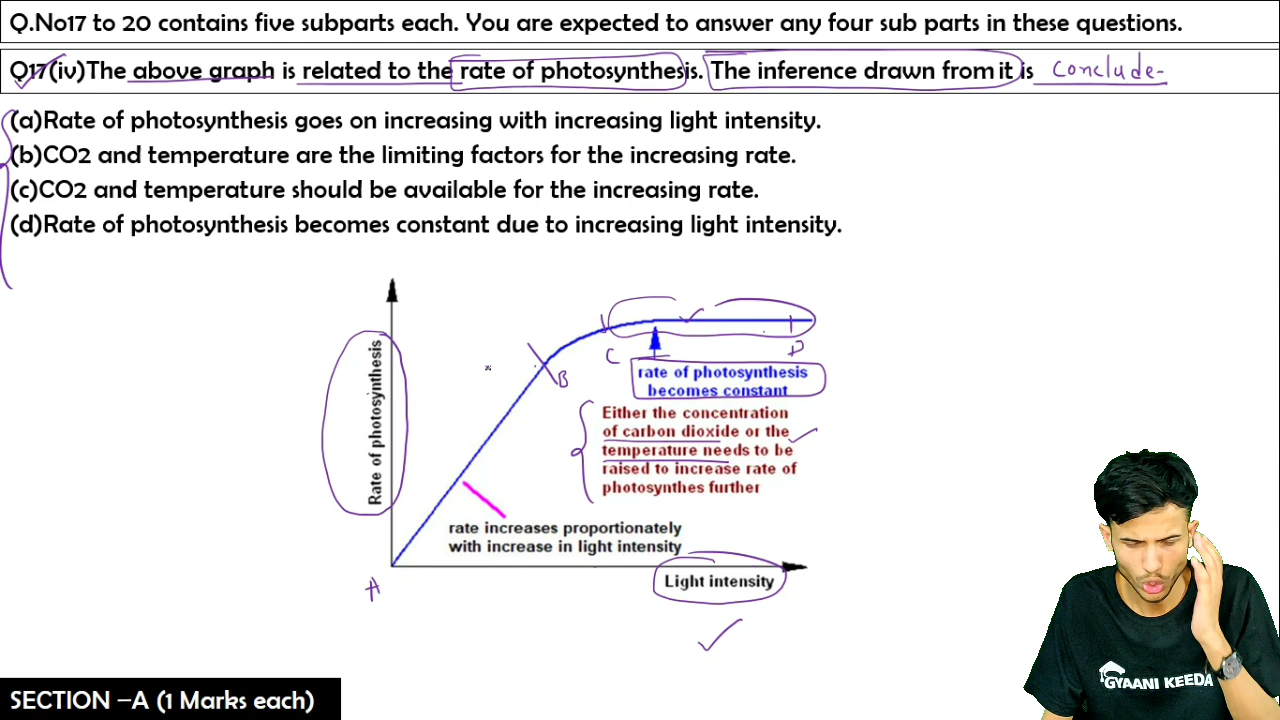 Q.No17 to 20 contains five subparts each. You are expected to answer any four sub parts in these questions.
Q17(iv)The above graph is related to the rate of photosynthesis. The inference drawn from it is conclude-
(a)Rate of photosynthesis goes on increasing with increasing light intensity.
(b)CO2 and temperature are the limiting factors for the increasing rate.
(c)CO2 and temperature should be available for the increasing rate.
(d)Rate of photosynthesis becomes constant due to increasing light intensity.
Rate of photosynthesis
C
D
B
rate of photosynthesis
becomes constant
Either the concentration
of carbon dioxide or the
temperature needs to be
raised to increase rate of
photosynthes further
rate increases proportionately
with increase in light intensity
A
Light intensity
GYAANI KEEDA
SECTION –A (1 Marks each)